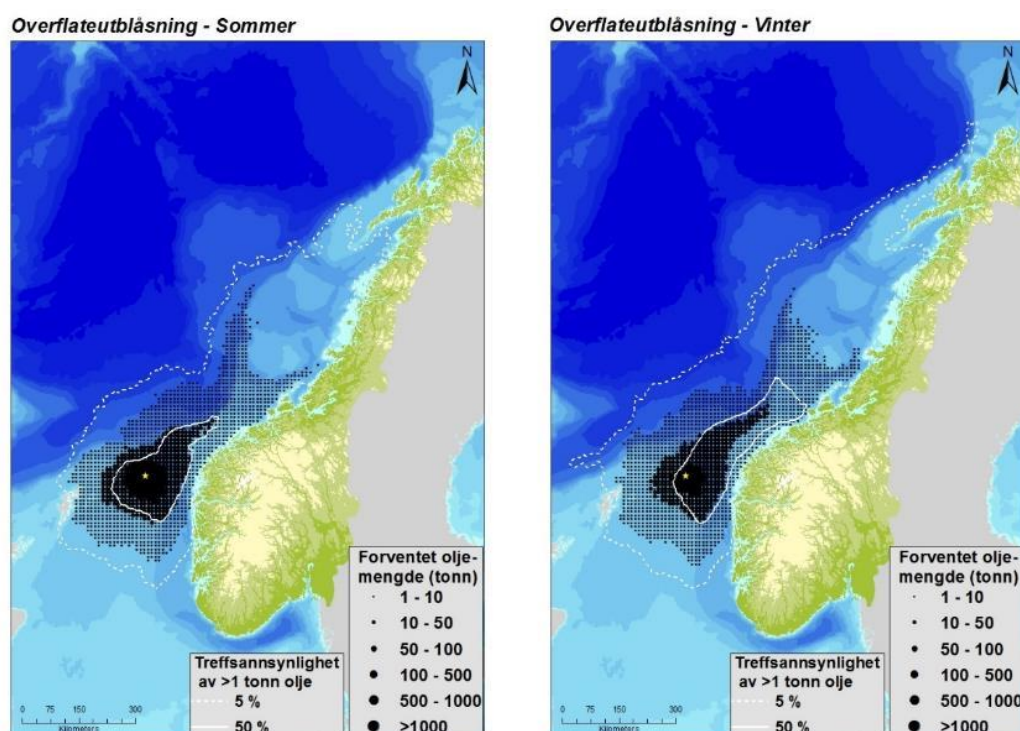 Overflateutblåsning - Sommer
N
Forventet olje-
mengde (tonn)
1 - 10
10 - 50
50 - 100
100 - 500
500 - 1000
>1000
Treffsannsynlighet
av >1 tonn olje
5 %
50 %
0 75 150 300
Kilometers
Overflateutblåsning - Vinter
N
Forventet olje-
mengde (tonn)
1 - 10
10 - 50
50 - 100
100 - 500
500 - 1000
>1000
Treffsannsynlighet
av >1 tonn olje
5 %
50 %
0 75 150 300
Kilometers